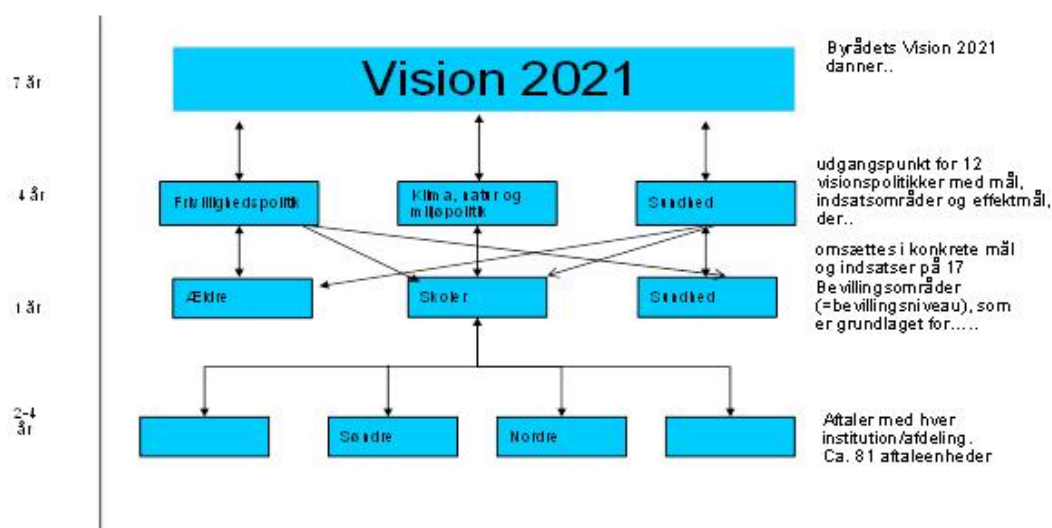 Vision 2021
Byrådets Vision 2021
danner..
7 år
4 år
Frivillighedspolitik
Klima, natur og
miljøpolitik
Sundhed
udgangspunkt for 12
visionspolitikker med mål,
indsatsområder og effektmål,
der..
1 år
Ældre
Skoler
Sundhed
omsættes i konkrete mål
og indsatser på 17
Bevillingsområder
(=bevillingsniveau), som
er grundlaget for.....
2-4
år
Søndre
Nordre
Aftaler med hver
institution/afdeling.
Ca. 81 aftaleenheder